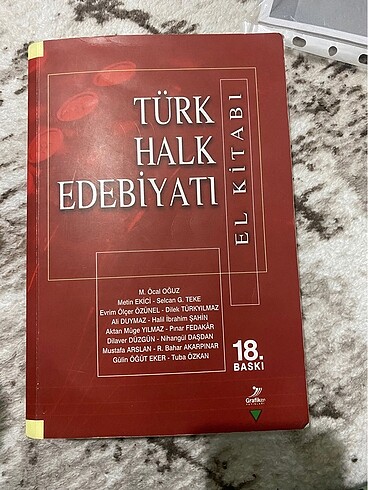 TÜRK
HALK
EDEBİYATI
EL KİTABI
M. Öcal OĞUZ
Metin EKİCİ - Selcan G. TEKE
Evrim Ölçer ÖZÜNEL - Dilek TÜRKYILMAZ
Ali DUYMAZ - Halil İbrahim ŞAHİN
Aktan Müge YILMAZ - Pınar FEDAKÂR
Dilaver DÜZGÜN - Nihangül DAŞDAN
Mustafa ARSLAN - R. Bahar AKARPINAR
Gülin ÖĞÜT EKER - Tuba ÖZKAN
18.
BASKI
Grafiker
YAYINLARI